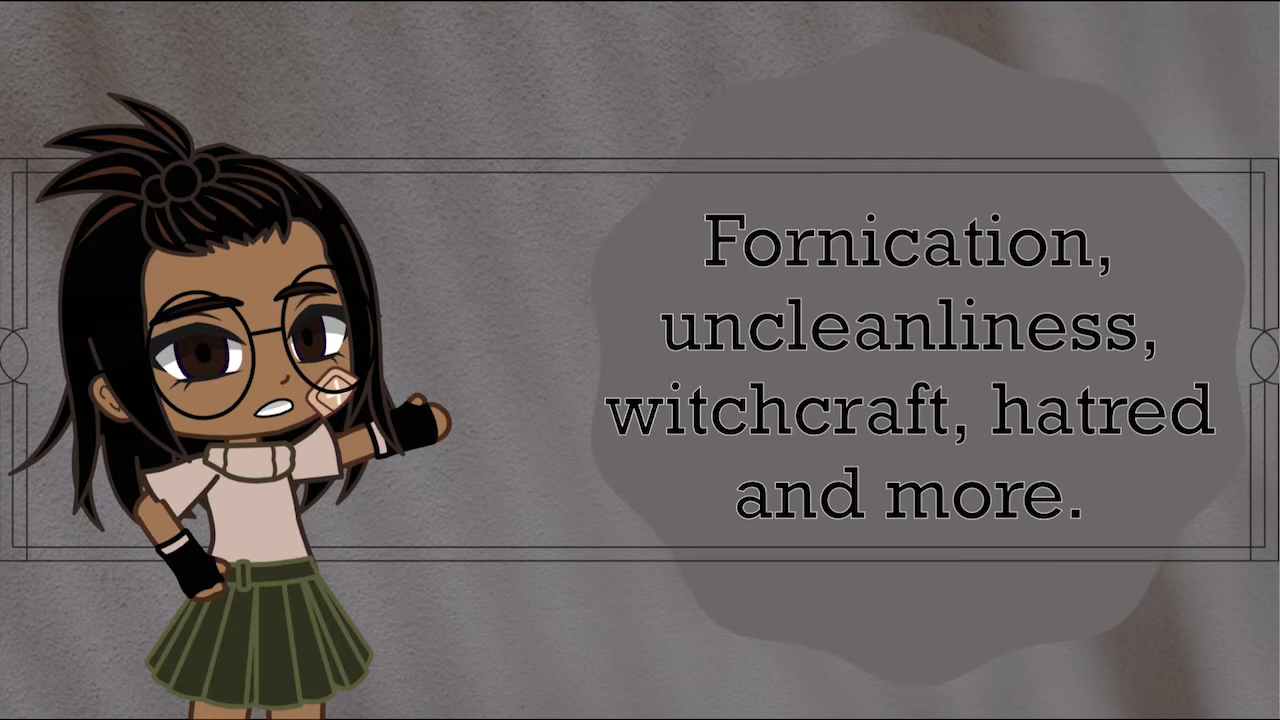 Fornication,
uncleanliness,
witchcraft, hatred
and more.